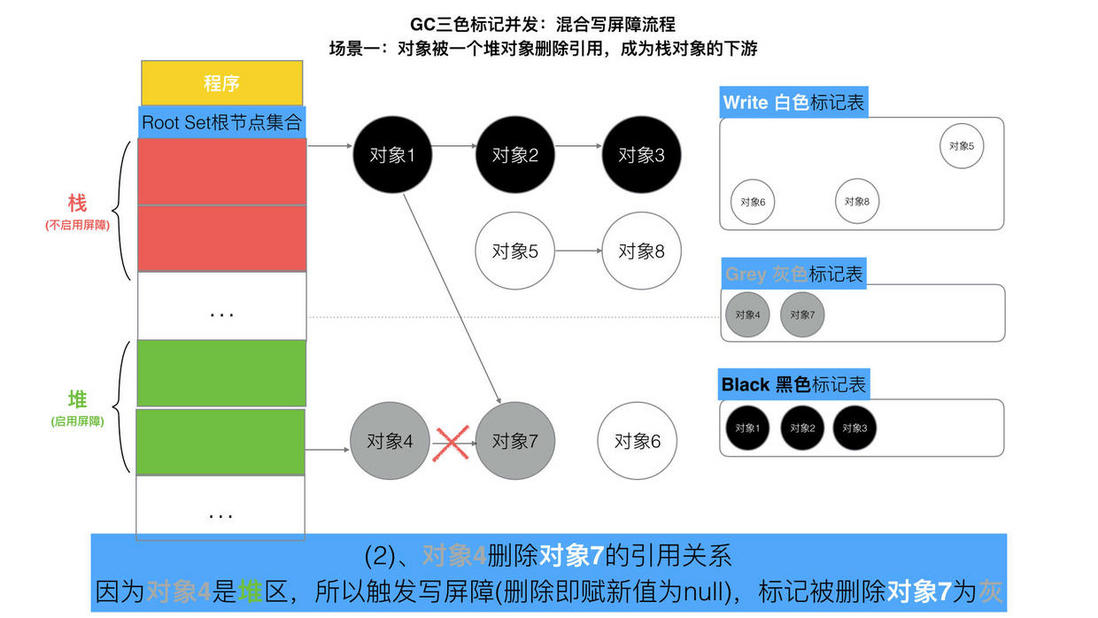 GC三色标记并发：混合写屏障流程
场景一：对象被一个堆对象删除引用，成为栈对象的下游
程序
Root Set根节点集合
栈
(不启用屏障)
...
堆
(启用屏障)
...
对象1
对象2
对象3
对象5
对象8
对象4
对象7
对象6
Write 白色标记表
对象5
对象6
对象8
Grey 灰色标记表
对象4
对象7
Black 黑色标记表
对象1
对象2
对象3
(2)、对象4删除对象7的引用关系
因为对象4是堆区，所以触发写屏障(删除即赋新值为null)，标记被删除对象7为灰